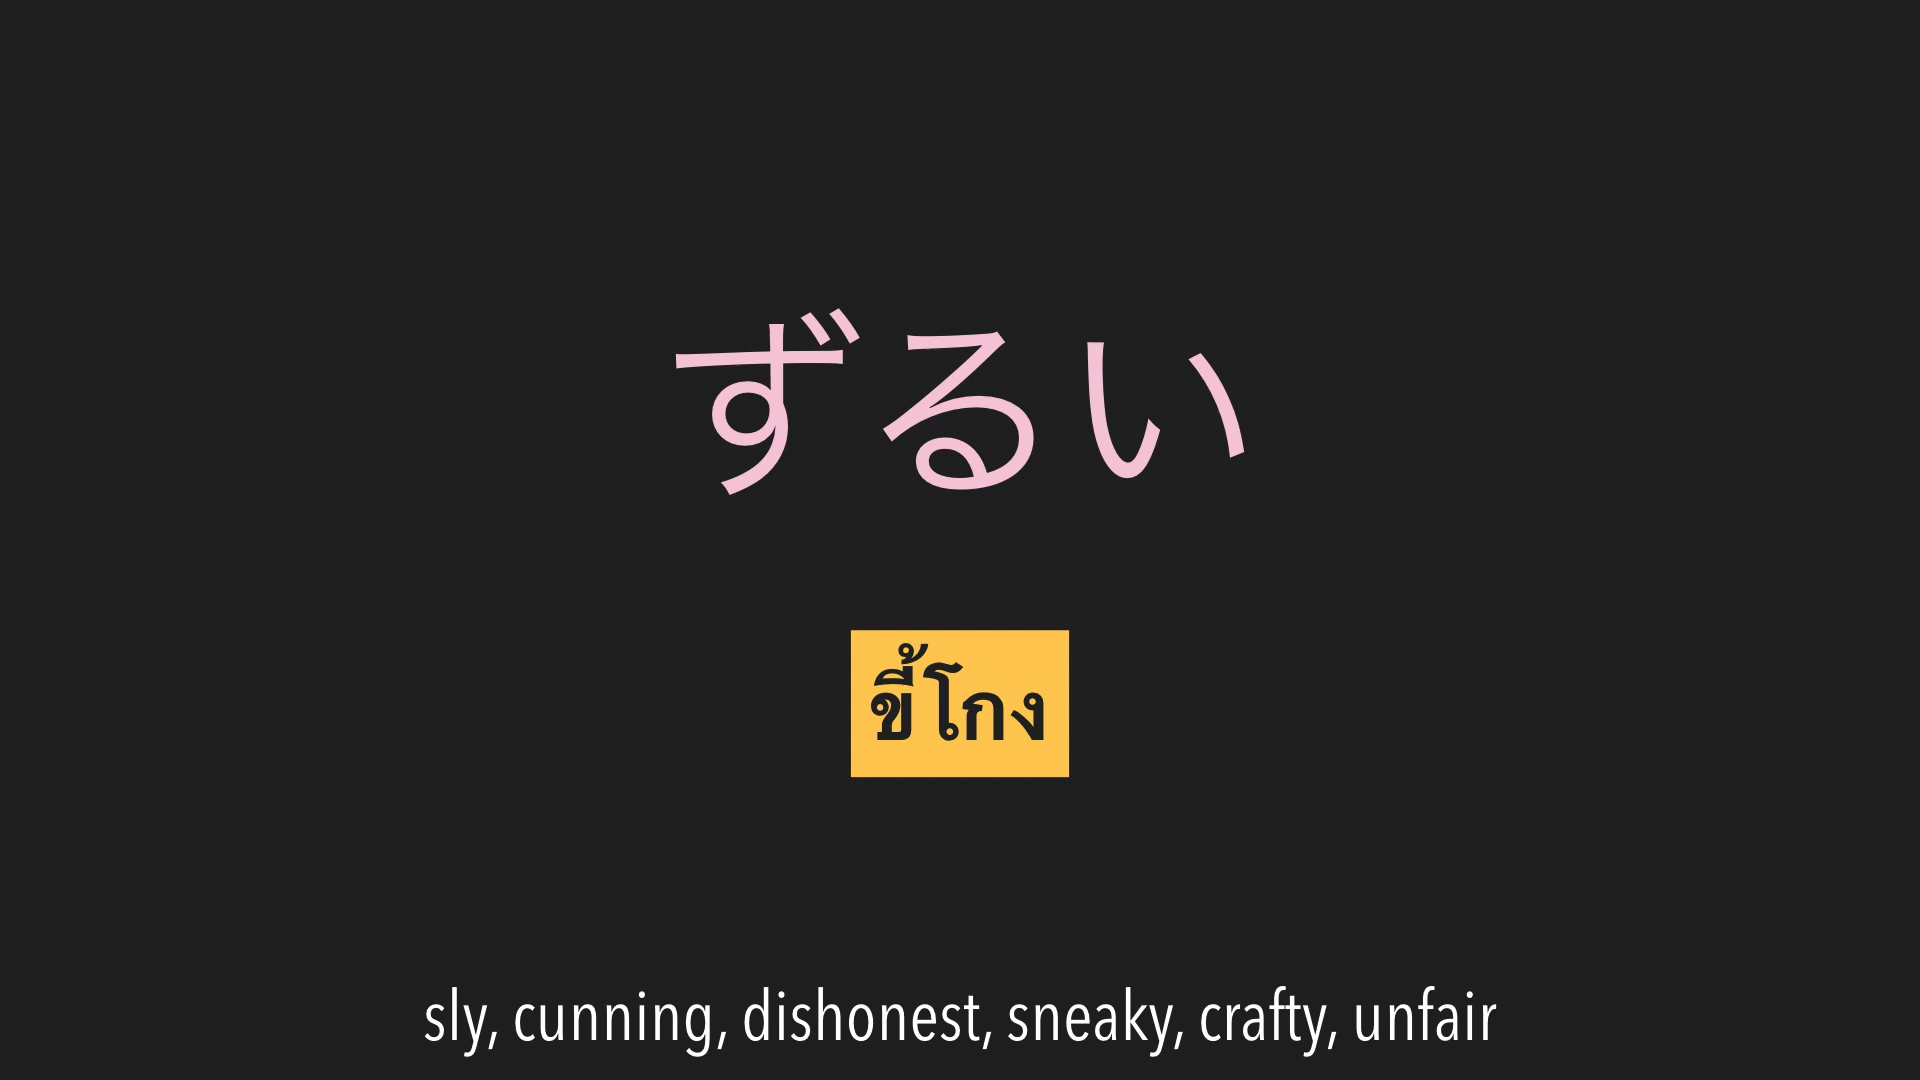 ずるい
ขี้โกง
sly, cunning, dishonest, sneaky, crafty, unfair